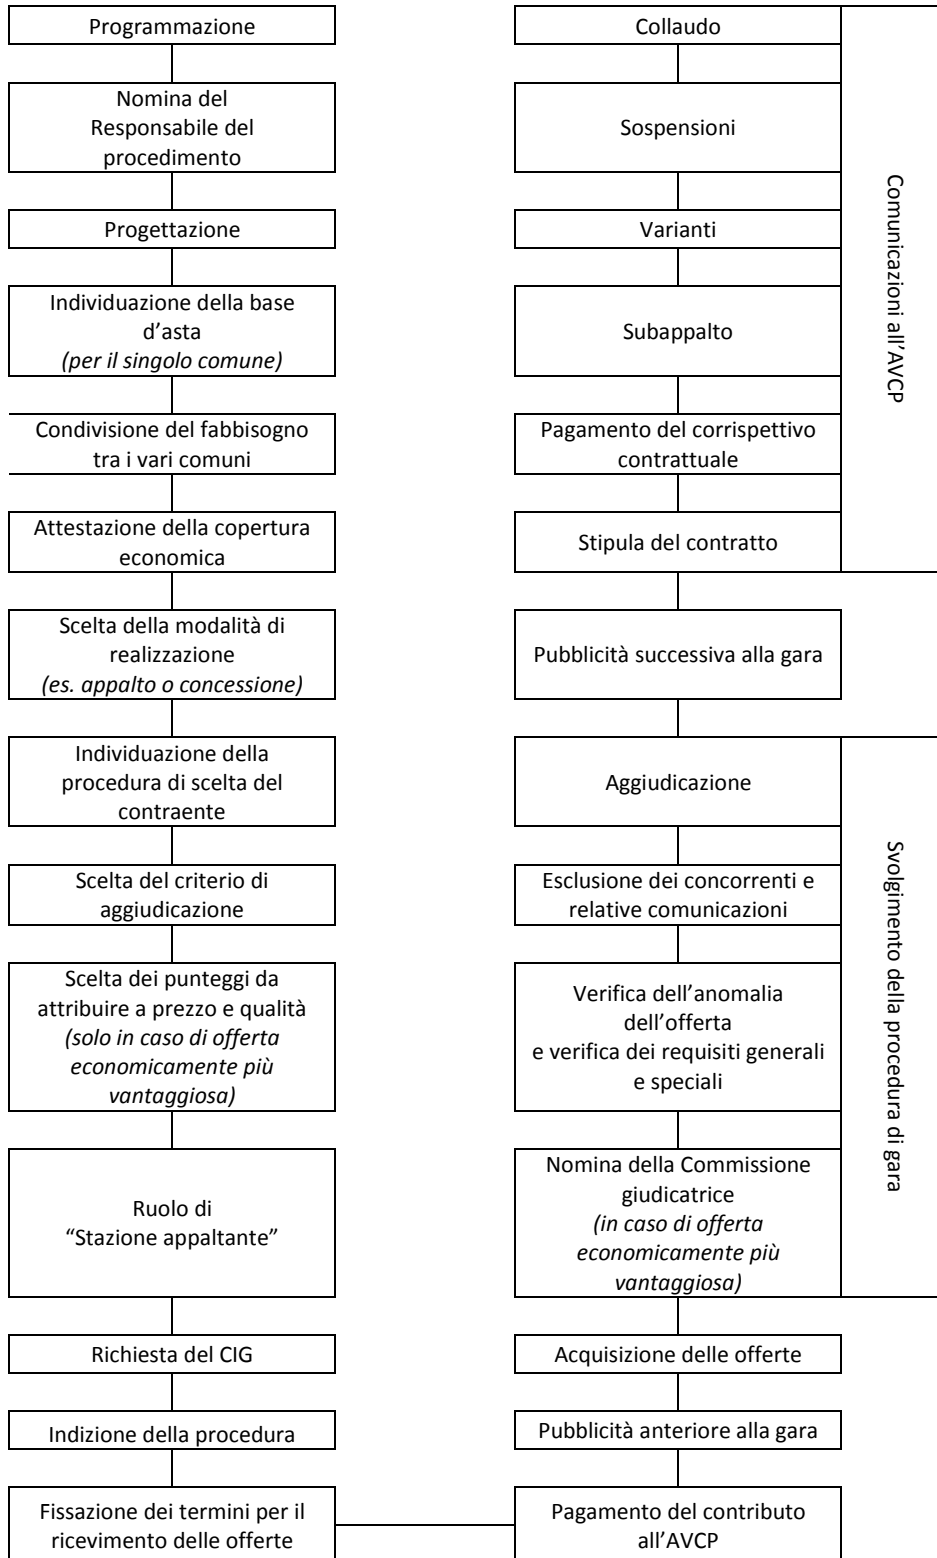 Programmazione
Nomina del
Responsabile del
procedimento
Progettazione
Individuazione della base
d’asta
(per il singolo comune)
Condivisione del fabbisogno
tra i vari comuni
Attestazione della copertura
economica
Scelta della modalità di
realizzazione
(es. appalto o concessione)
Individuazione della
procedura di scelta del
contraente
Scelta del criterio di
aggiudicazione
Scelta dei punteggi da
attribuire a prezzo e qualità
(solo in caso di offerta
economicamente più
vantaggiosa)
Ruolo di
“Stazione appaltante”
Richiesta del CIG
Indizione della procedura
Fissazione dei termini per il
ricevimento delle offerte
Collaudo
Sospensioni
Varianti
Subappalto
Pagamento del corrispettivo
contrattuale
Stipula del contratto
Pubblicità successiva alla gara
Aggiudicazione
Esclusione dei concorrenti e
relative comunicazioni
Verifica dell’anomalia
dell’offerta
e verifica dei requisiti generali
e speciali
Nomina della Commissione
giudicatrice
(in caso di offerta
economicamente più
vantaggiosa)
Acquisizione delle offerte
Pubblicità anteriore alla gara
Pagamento del contributo
all’AVCP
Comunicazioni all’AVCP
Svolgimento della procedura di gara